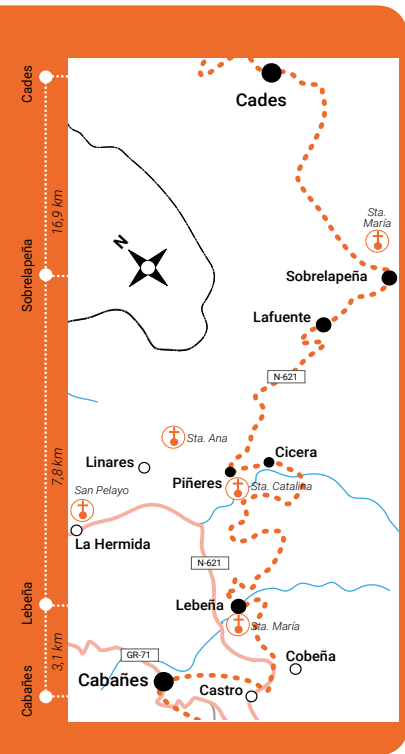 Cades
16,9 km
Sobrelapeña
7,8 km
Lebeña
3,1 km
Cabañes
Cades
N
Sta.
María
Sobrelapeña
Lafuente
N-621
Sta. Ana
Cicera
Linares
Piñeres
Sta. Catalina
San Pelayo
La Hermida
N-621
Lebeña
Sta. María
GR-71
Cobeña
Cabañes
Castro